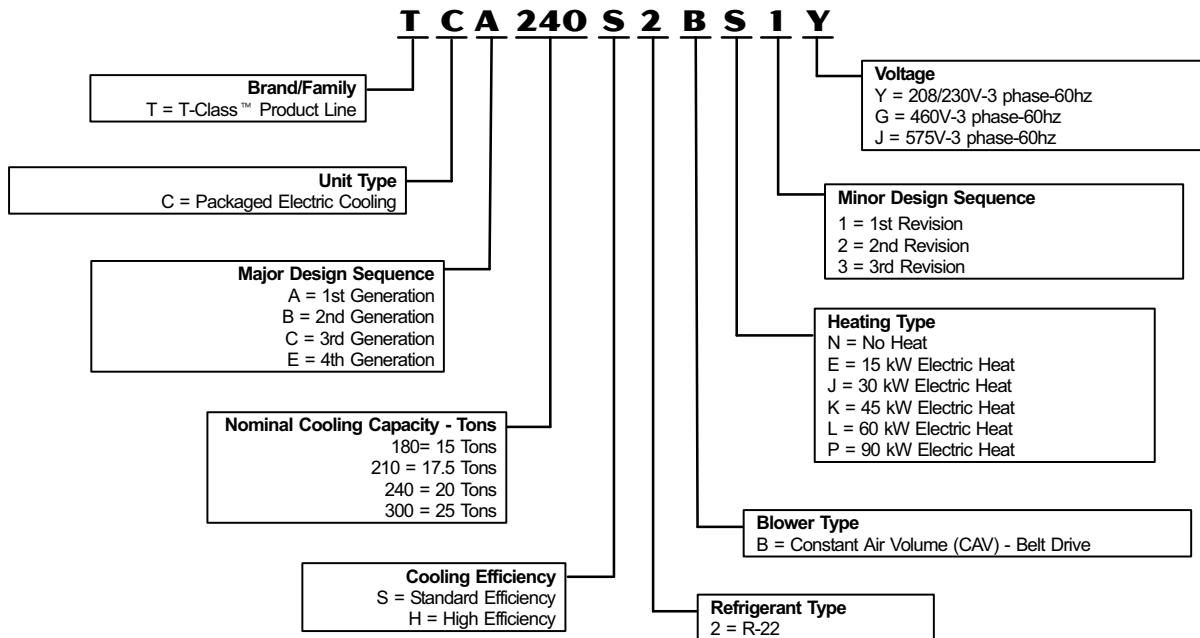 T C A 240 S 2 B S 1 Y
Brand/Family
T = T-Class™ Product Line
Unit Type
C = Packaged Electric Cooling
Major Design Sequence
A = 1st Generation
B = 2nd Generation
C = 3rd Generation
E = 4th Generation
Nominal Cooling Capacity - Tons
180= 15 Tons
210 = 17.5 Tons
240 = 20 Tons
300 = 25 Tons
Cooling Efficiency
S = Standard Efficiency
H = High Efficiency
Voltage
Y = 208/230V-3 phase-60hz
G = 460V-3 phase-60hz
J = 575V-3 phase-60hz
Minor Design Sequence
1 = 1st Revision
2 = 2nd Revision
3 = 3rd Revision
Heating Type
N = No Heat
E = 15 kW Electric Heat
J = 30 kW Electric Heat
K = 45 kW Electric Heat
L = 60 kW Electric Heat
P = 90 kW Electric Heat
Blower Type
B = Constant Air Volume (CAV) - Belt Drive
Refrigerant Type
2 = R-22